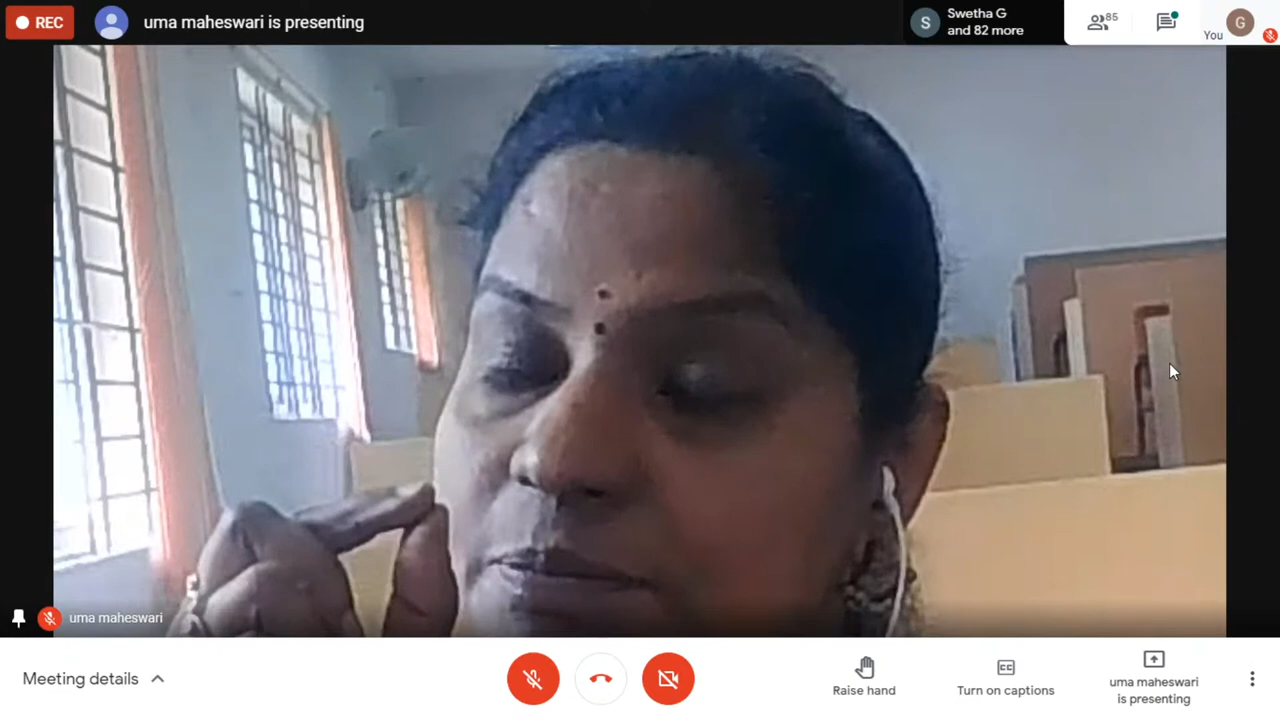 REC
uma maheswari is presenting
S
Swetha G
and 82 more
85
You
G
uma maheswari
Meeting details
Raise hand
CC
Turn on captions
uma maheswari
is presenting